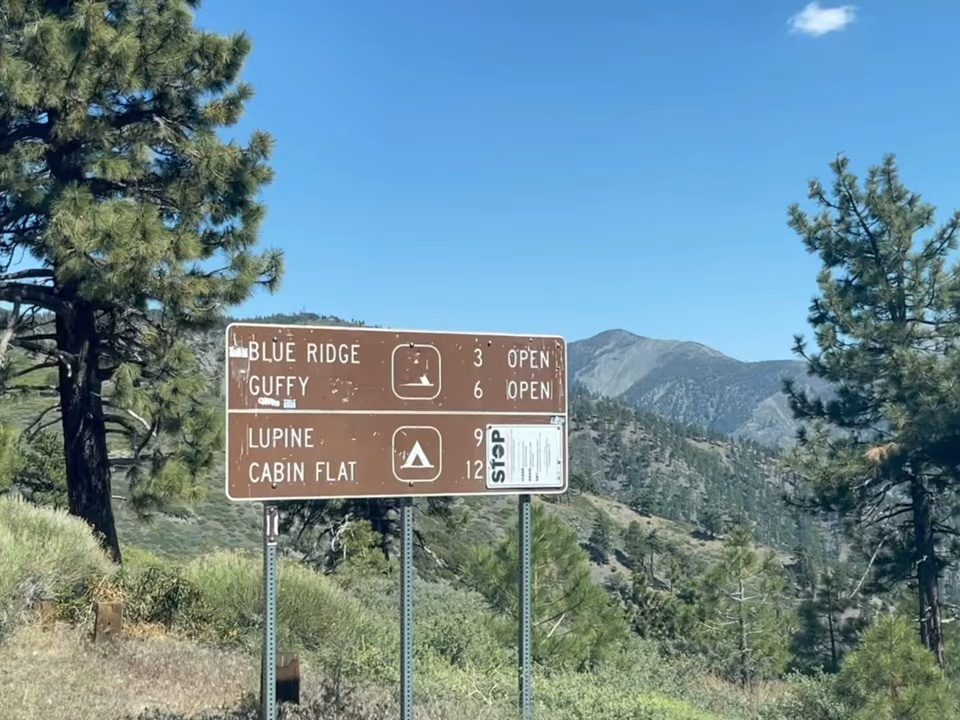 BLUE RIDGE 3 OPEN
GUFFY 6 OPEN
LUPINE 9
CABIN FLAT 12
STOP